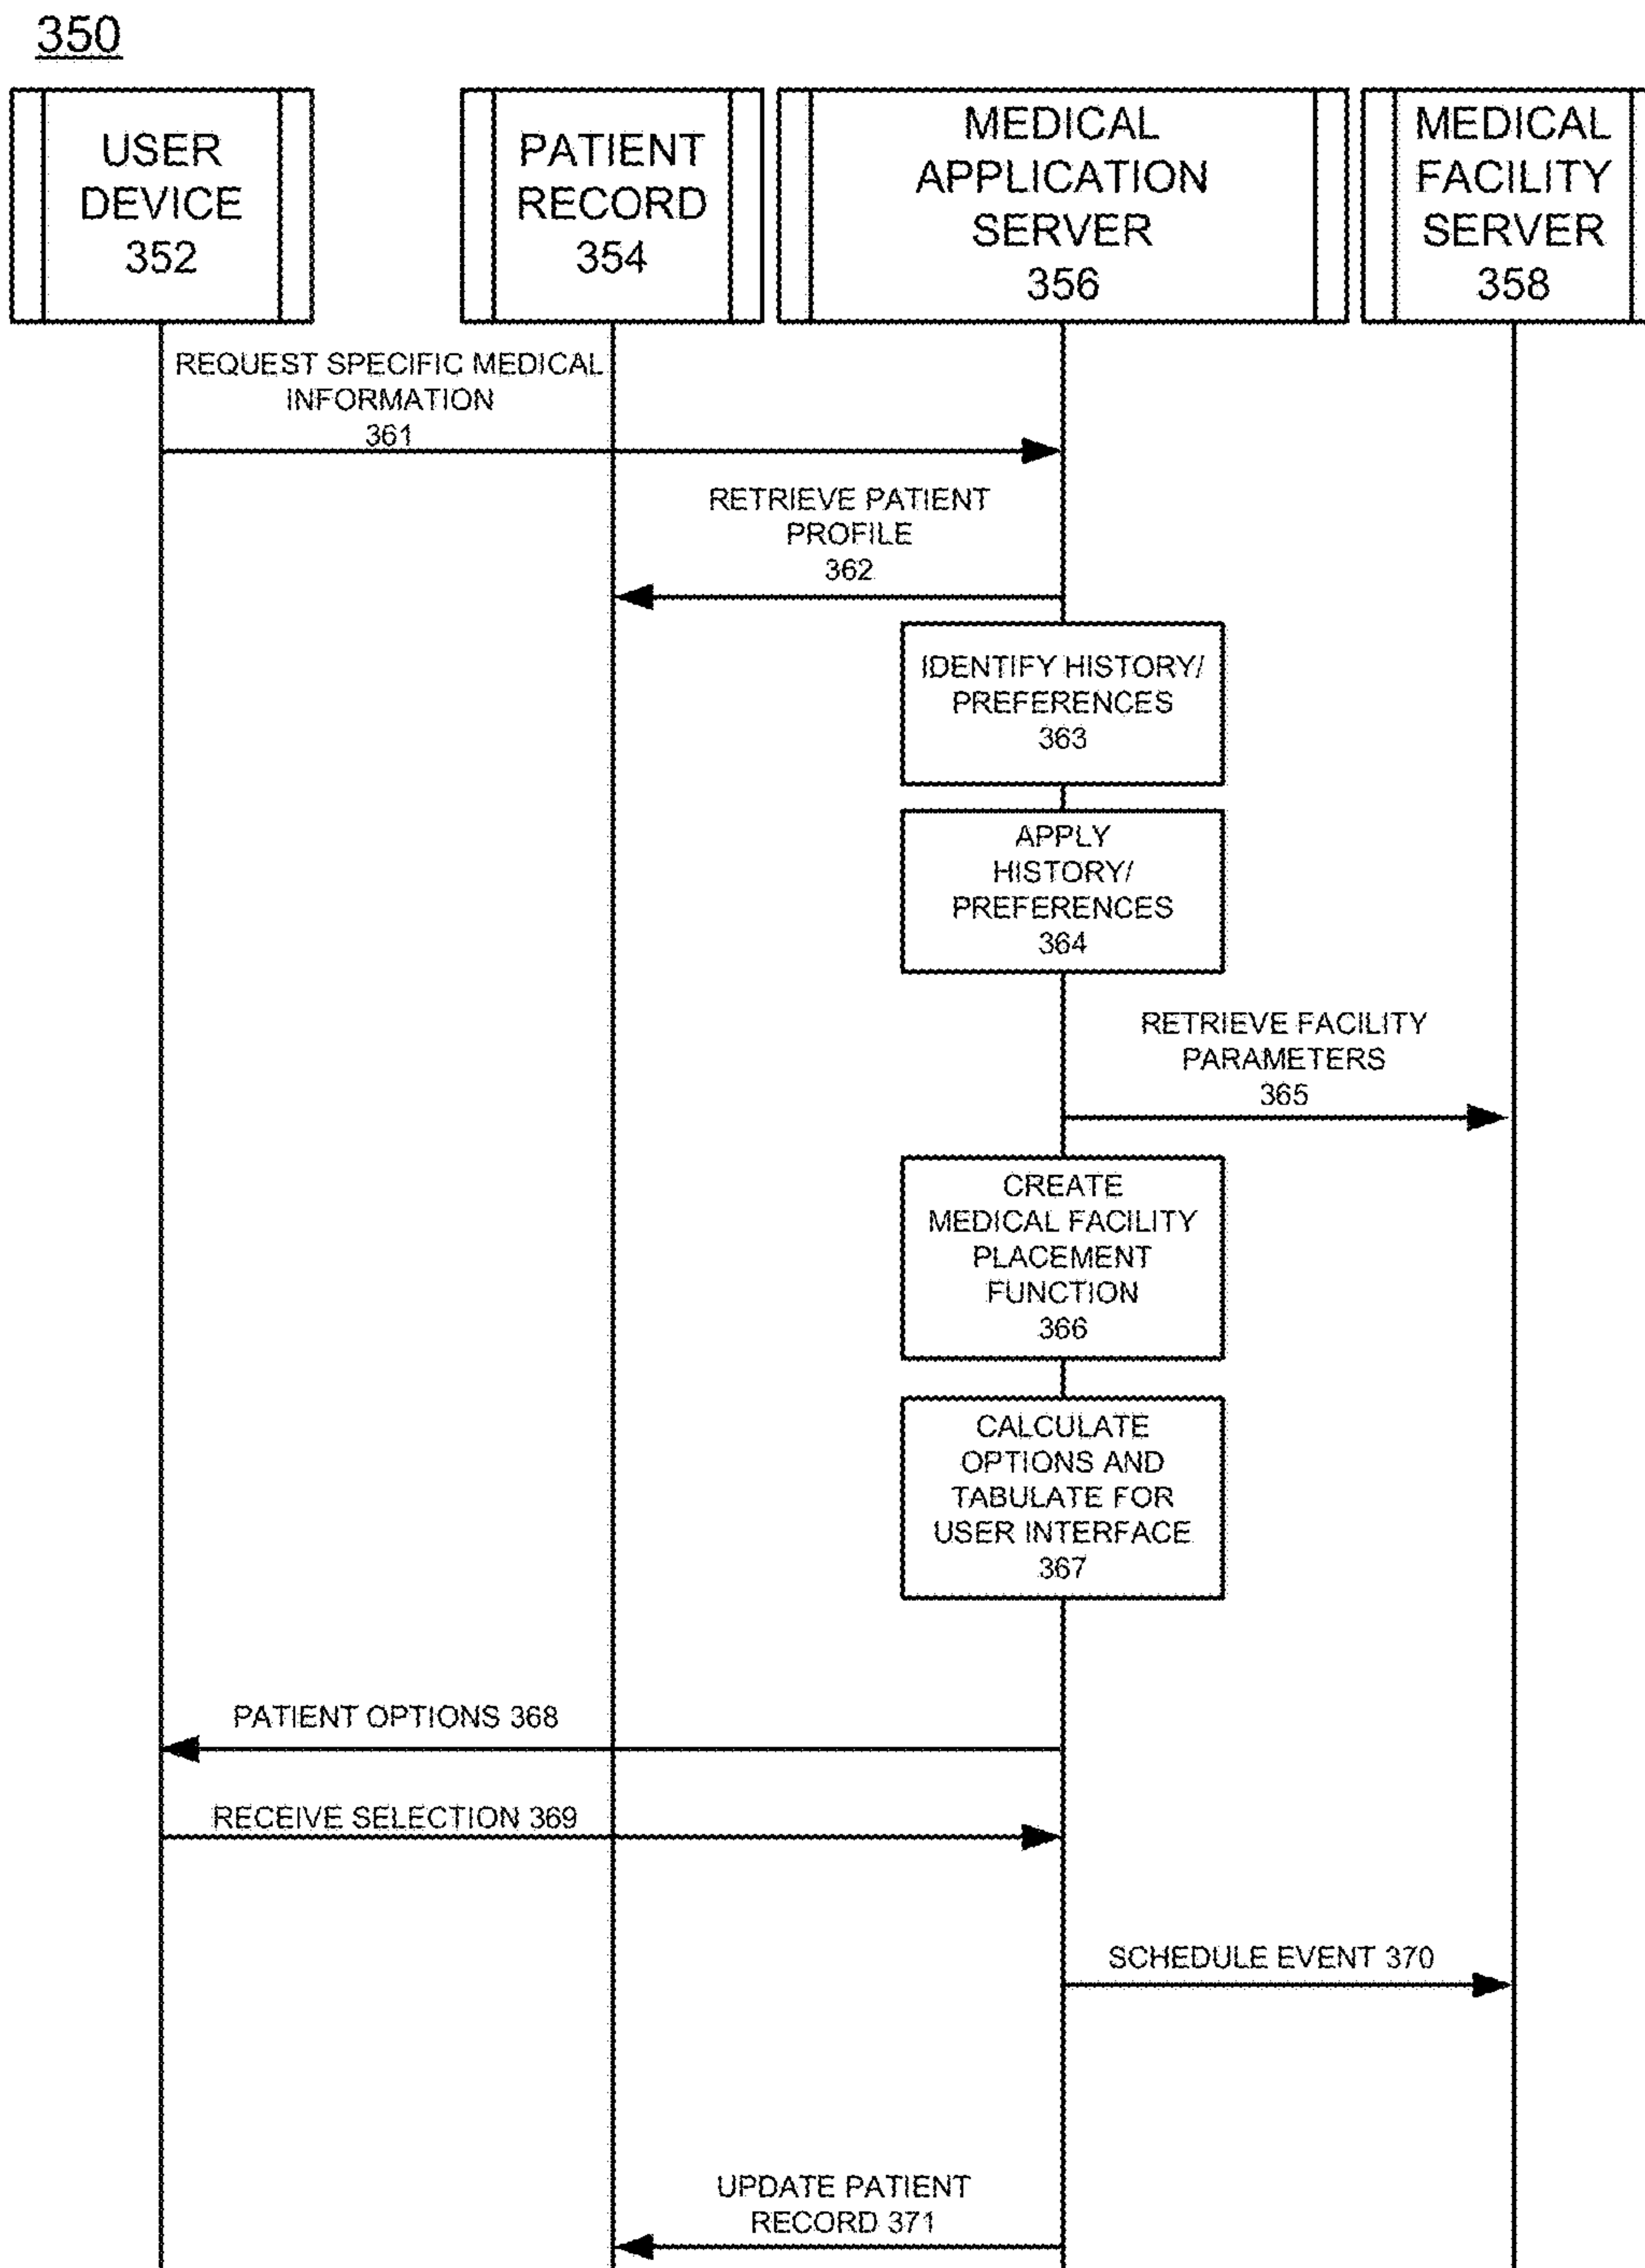 350
USER
DEVICE
352
PATIENT
RECORD
354
MEDICAL
APPLICATION
SERVER
356
MEDICAL
FACILITY
SERVER
358
REQUEST SPECIFIC MEDICAL
INFORMATION
361
RETRIEVE PATIENT
PROFILE
362
IDENTIFY HISTORY/
PREFERENCES
363
APPLY
HISTORY/
PREFERENCES
364
RETRIEVE FACILITY
PARAMETERS
365
CREATE
MEDICAL FACILITY
PLACEMENT
FUNCTION
366
CALCULATE
OPTIONS AND
TABULATE FOR
USER INTERFACE
367
PATIENT OPTIONS 368
RECEIVE SELECTION 369
SCHEDULE EVENT 370
UPDATE PATIENT
RECORD 371